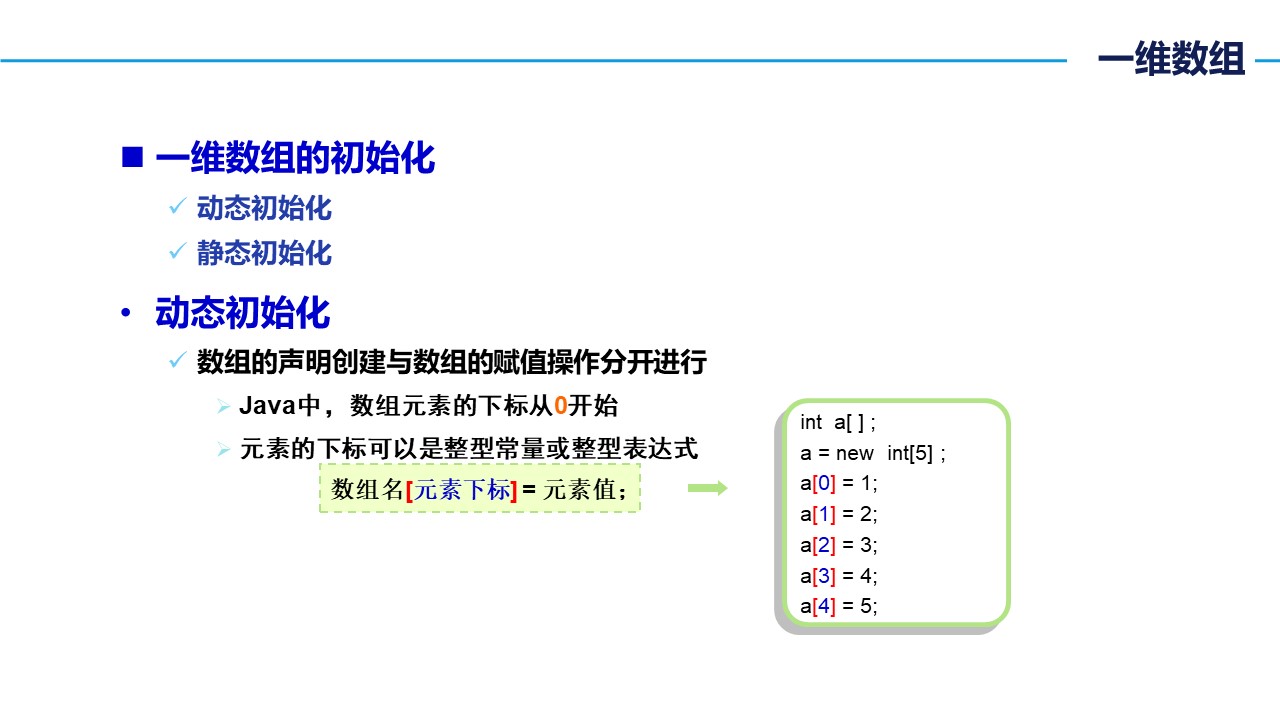 一维数组
一维数组的初始化
动态初始化
静态初始化
动态初始化
数组的声明创建与数组的赋值操作分开进行
Java中，数组元素的下标从0开始
元素的下标可以是整型常量或整型表达式
数组名[元素下标] = 元素值；
int  a[ ] ;
a = new  int[5] ;
a[0] = 1;
a[1] = 2;
a[2] = 3;
a[3] = 4;
a[4] = 5;